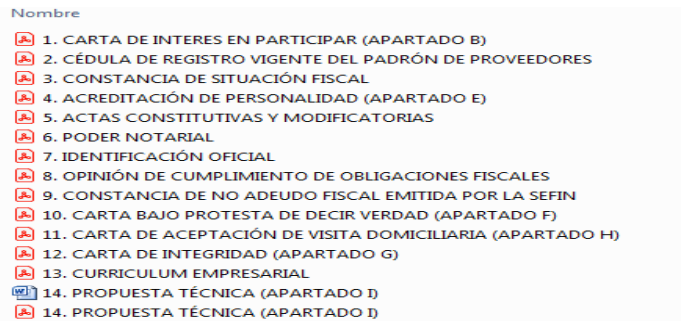 Nombre
1. CARTA DE INTERES EN PARTICIPAR (APARTADO B)
2. CÉDULA DE REGISTRO VIGENTE DEL PADRÓN DE PROVEEDORES
3. CONSTANCIA DE SITUACIÓN FISCAL
4. ACREDITACIÓN DE PERSONALIDAD (APARTADO E)
5. ACTAS CONSTITUTIVAS Y MODIFICATORIAS
6. PODER NOTARIAL
7. IDENTIFICACIÓN OFICIAL
8. OPINIÓN DE CUMPLIMIENTO DE OBLIGACIONES FISCALES
9. CONSTANCIA DE NO ADEUDO FISCAL EMITIDA POR LA SEFIN
10. CARTA BAJO PROTESTA DE DECIR VERDAD (APARTADO F)
11. CARTA DE ACEPTACIÓN DE VISITA DOMICILIARIA (APARTADO H)
12. CARTA DE INTEGRIDAD (APARTADO G)
13. CURRICULUM EMPRESARIAL
14. PROPUESTA TÉCNICA (APARTADO I)
14. PROPUESTA TÉCNICA (APARTADO I)